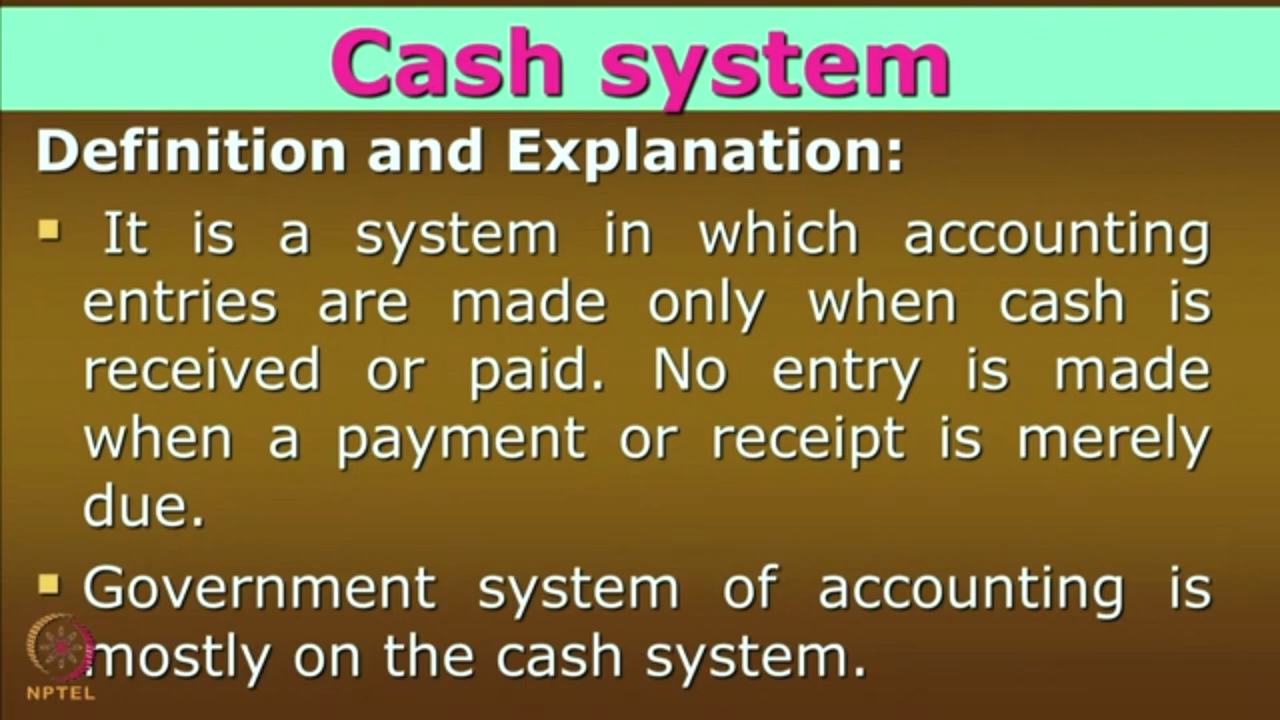 Cash system
Definition and Explanation:
It is a system in which accounting
entries are made only when cash is
received or paid. No entry is made
when a payment or receipt is merely
due.
Government system of accounting is
mostly on the cash system.
NPTEL